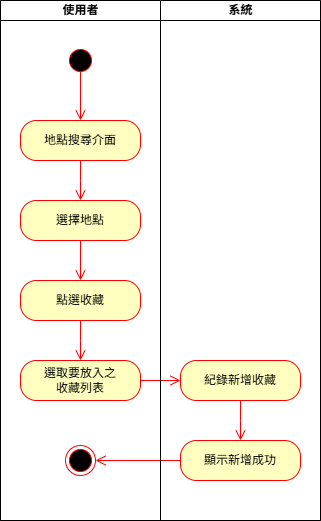 使用者
系統
地點搜尋介面
選擇地點
點選收藏
選取要放入之
收藏列表
紀錄新增收藏
顯示新增成功